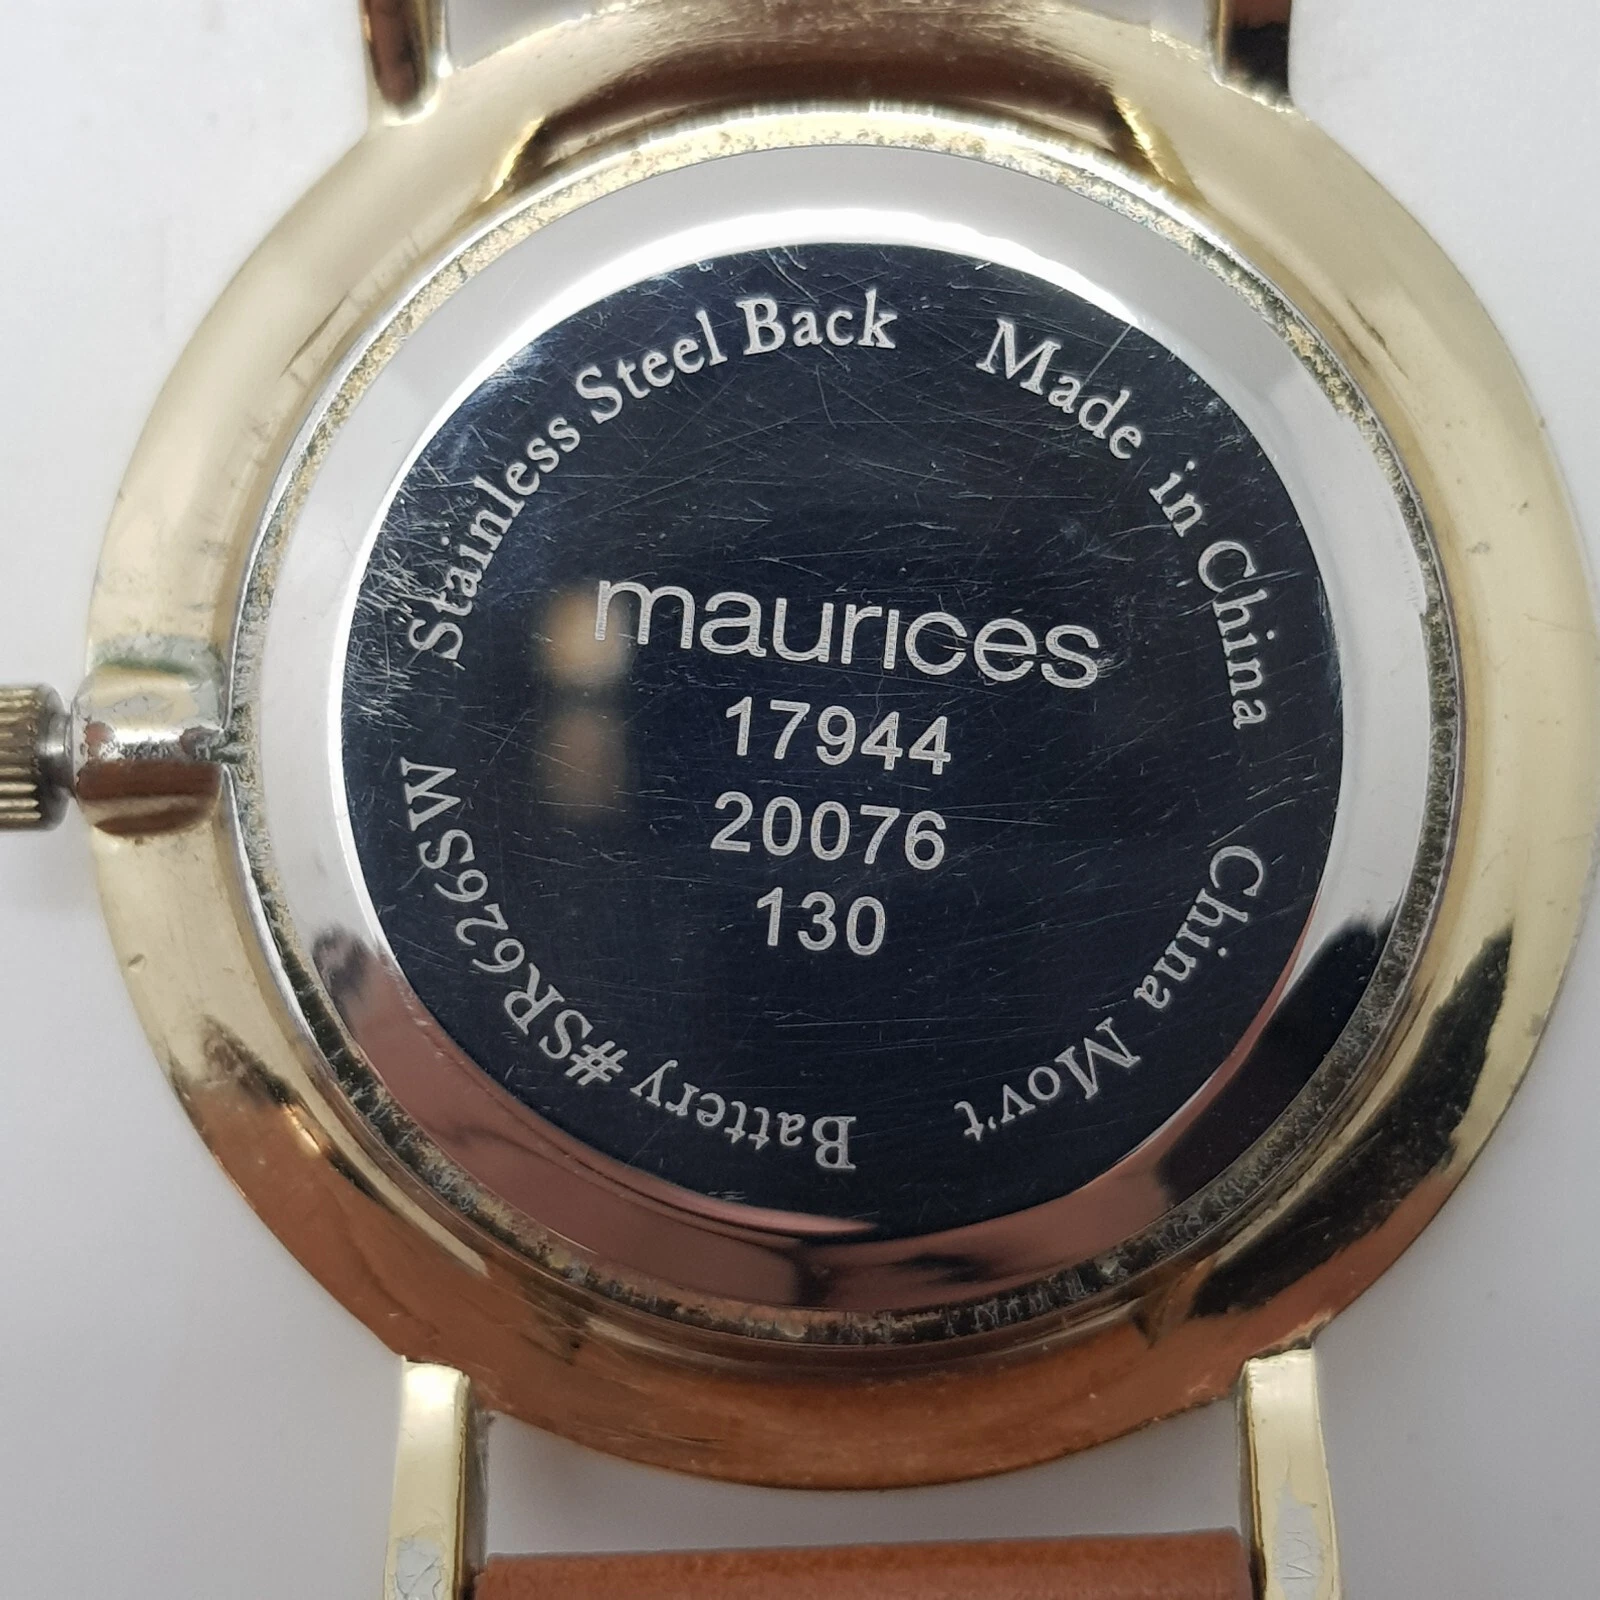 Stainless Steel Back
Made in China
maurices
17944
20076
130
Battery #SR626SW
China Mov't